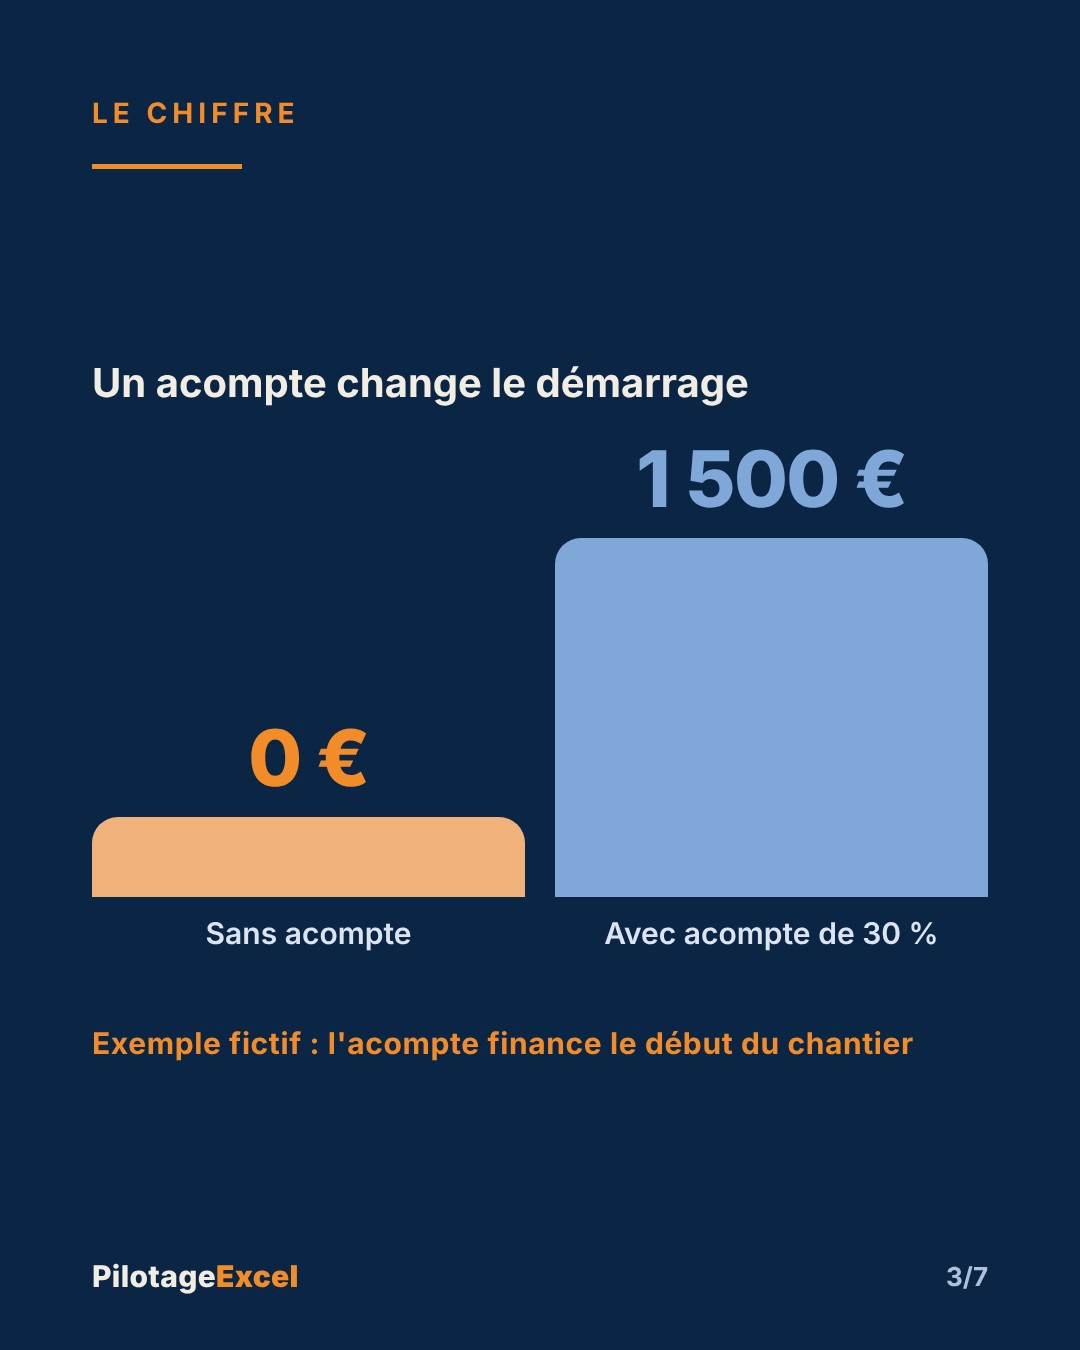 LE CHIFFRE
Un acompte change le démarrage
1 500 €
0 €
Sans acompte
Avec acompte de 30 %
Exemple fictif : l'acompte finance le début du chantier
PilotageExcel
3/7